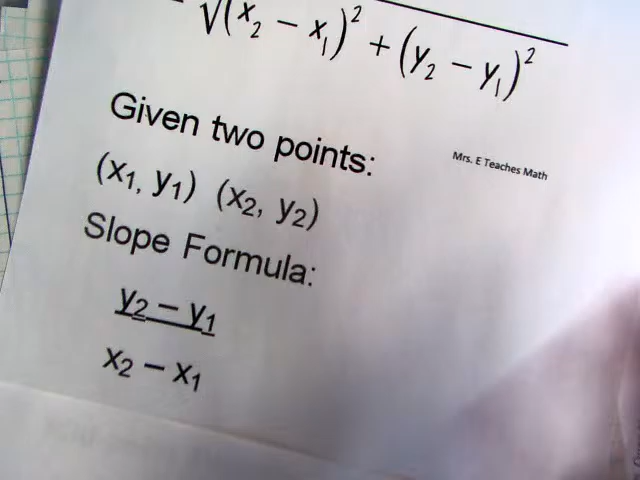 √(x₂ − x₁)² + (y₂ − y₁)²
Given two points:
Mrs. E Teaches Math
(x₁, y₁) (x₂, y₂)
Slope Formula:
y₂ − y₁
x₂ − x₁